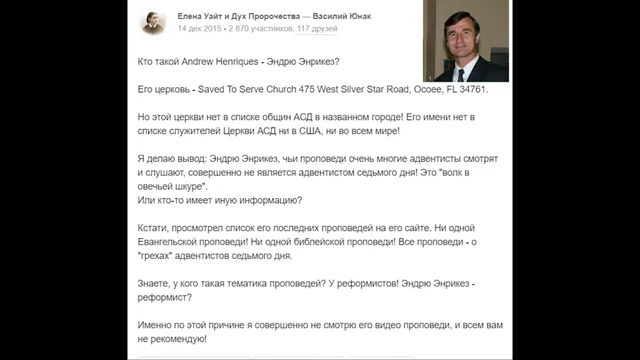 Елена Уайт и Дух Пророчества — Василий Юнак
14 дек 2015 • 2 870 участников, 117 друзей
Кто такой Andrew Henriques - Эндрю Энрикез?
Его церковь - Saved To Serve Church 475 West Silver Star Road, Ocoee, FL 34761.
Но этой церкви нет в списке общин АСД в названном городе! Его имени нет в
списке служителей Церкви АСД ни в США, ни во всем мире!
Я делаю вывод: Эндрю Энрикез, чьи проповеди очень многие адвентисты смотрят
и слушают, совершенно не является адвентистом седьмого дня! Это "волк в
овечьей шкуре".
Или кто-то имеет иную информацию?
Кстати, просмотрел список его последних проповедей на его сайте. Ни одной
Евангельской проповеди! Ни одной библейской проповеди! Все проповеди - о
"грехах" адвентистов седьмого дня.
Знаете, у кого такая тематика проповедей? У реформистов! Эндрю Энрикез -
реформист?
Именно по этой причине я совершенно не смотрю его видео проповеди, и всем вам
не рекомендую!